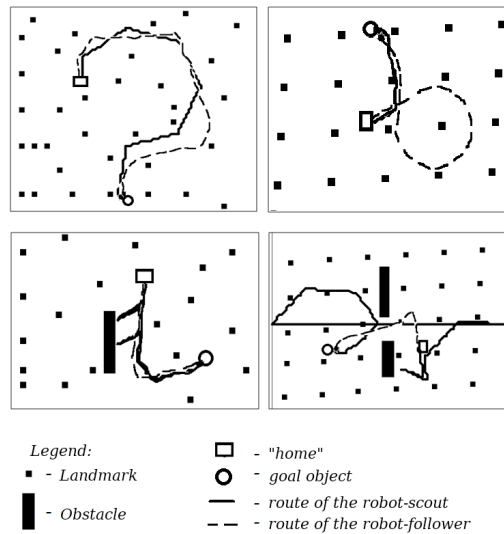 Legend:
- Landmark
- Obstacle
- "home"
- goal object
- route of the robot-scout
- route of the robot-follower